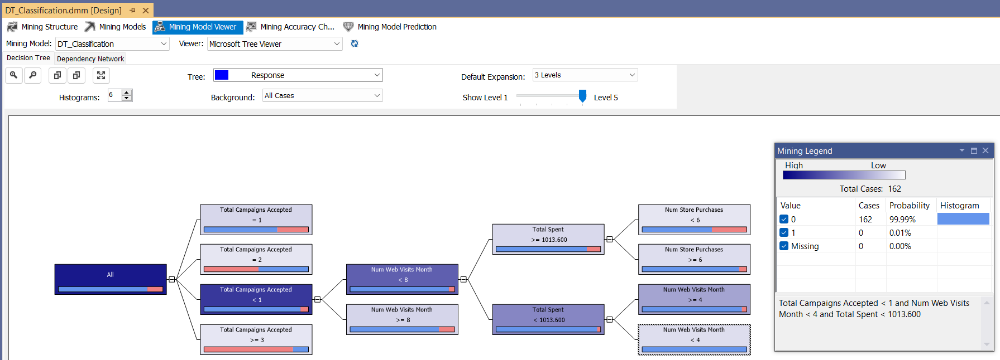 DT_Classification.dmm [Design]
Mining Structure Mining Models Mining Model Viewer Mining Accuracy Ch... Mining Model Prediction
Mining Model: DT_Classification Viewer: Microsoft Tree Viewer
Decision Tree Dependency Network
Tree: Response Default Expansion: 3 Levels
Histograms: 6 Background: All Cases Show Level 1 Level 5
All
Total Campaigns Accepted
= 1
Total Campaigns Accepted
= 2
Total Campaigns Accepted
< 1
Total Campaigns Accepted
>= 3
Num Web Visits Month
< 8
Num Web Visits Month
>= 8
Total Spent
>= 1013.600
Total Spent
< 1013.600
Num Store Purchases
< 6
Num Store Purchases
>= 6
Num Web Visits Month
>= 4
Num Web Visits Month
< 4
Mining Legend
High Low
Total Cases: 162
Value Cases Probability Histogram
0 162 99.99%
1 0 0.01%
Missing 0 0.00%
Total Campaigns Accepted < 1 and Num Web Visits
Month < 4 and Total Spent < 1013.600